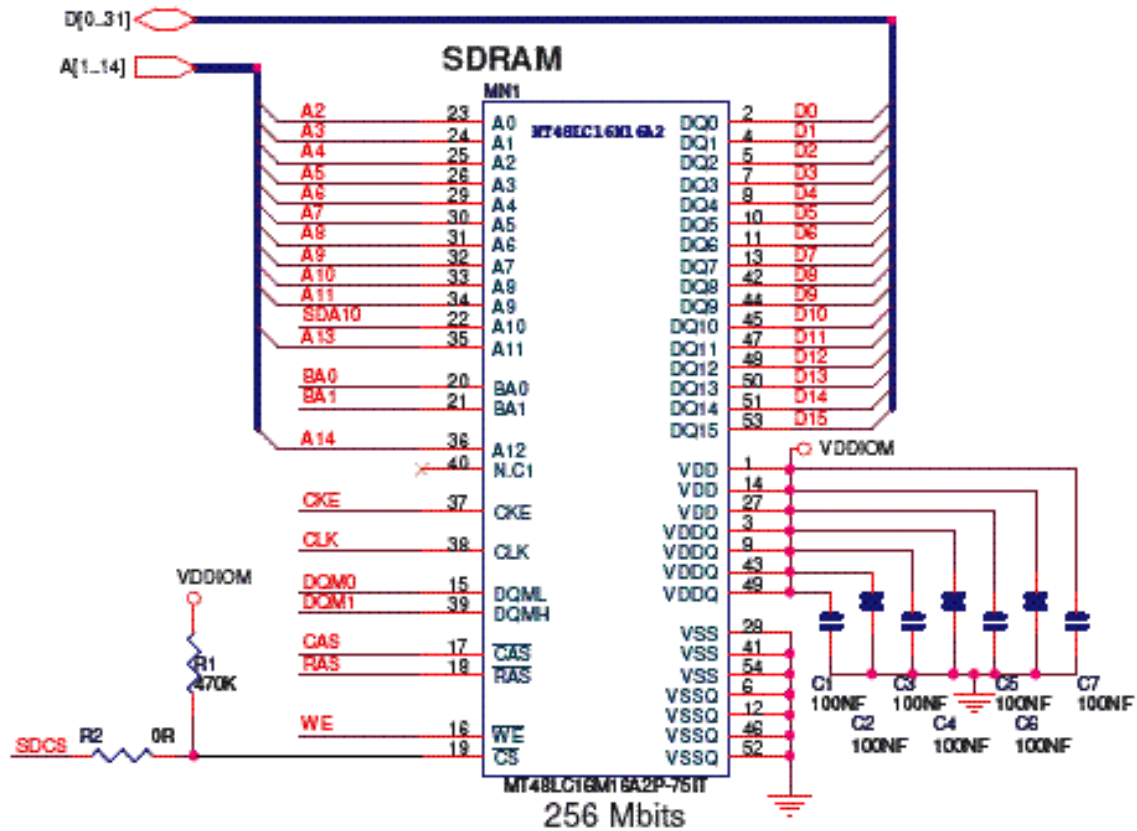 D[0..31]
A[1..14]
SDRAM
MN1
MT48LC16M16A2
A2 23 A0 DQ0 2 D0
A3 24 A1 DQ1 4 D1
A4 25 A2 DQ2 5 D2
A5 26 A3 DQ3 7 D3
A6 29 A4 DQ4 8 D4
A7 30 A5 DQ5 10 D5
A8 31 A6 DQ6 11 D6
A9 32 A7 DQ7 13 D7
A10 33 A8 DQ8 42 D8
A11 34 A9 DQ9 44 D9
SDA10 22 A10 DQ10 45 D10
A13 35 A11 DQ11 47 D11
DQ12 48 D12
BA0 20 BA0 DQ13 50 D13
BA1 21 BA1 DQ14 51 D14
DQ15 53 D15
A14 36 A12 VDDIOM
40 N.C1 VDD 1
VDD 14
CKE 37 CKE VDD 27
VDDQ 3
CLK 38 CLK VDDQ 9
VDDQ 43
VDDIOM
DQM0 15 DQML VDDQ 49
DQM1 39 DQMH
VSS 28
CAS 17 CAS VSS 41
RAS 18 RAS VSS 54
R1
470K
VSSQ 6
VSSQ 12
WE 16 WE VSSQ 46
SDCS R2 0R 19 CS VSSQ 52
C1 C3 C5 C7
100NF 100NF 100NF 100NF
C2 C4 C6
100NF 100NF 100NF
MT48LC16M16A2P-75IT
256 Mbits